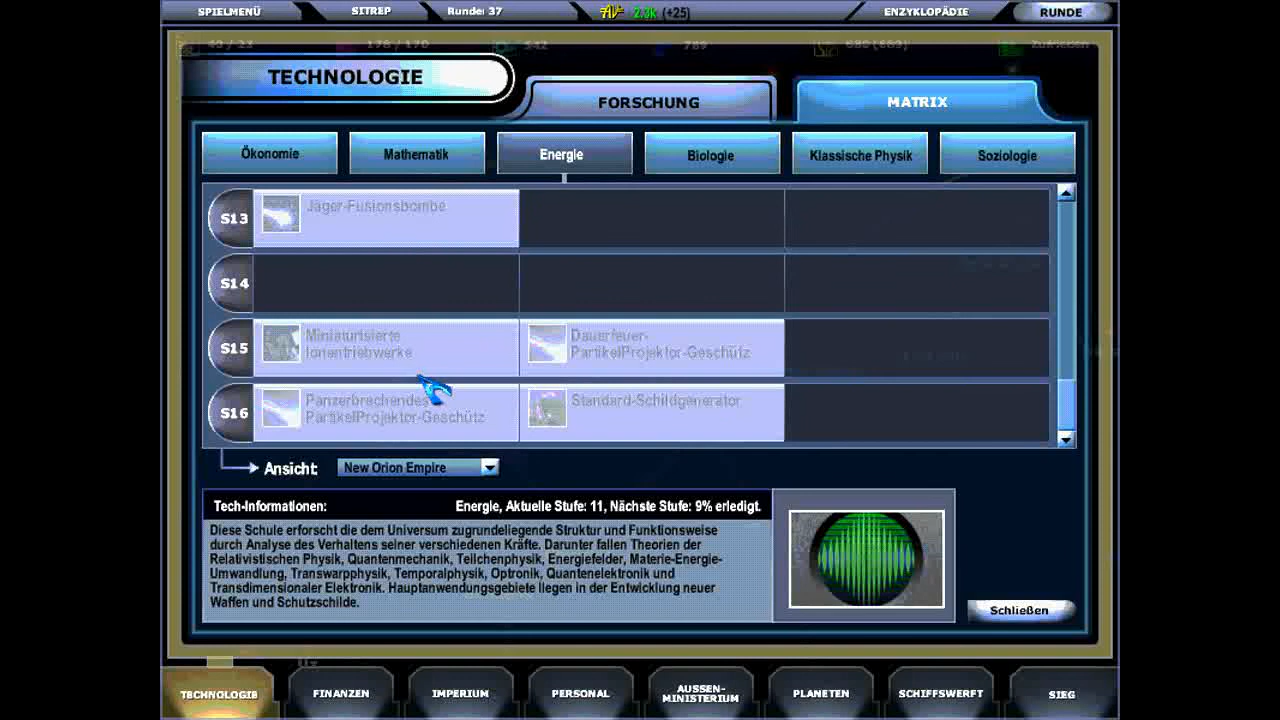 SPIELMENÜ
SITREP
Runde: 37
2.3k (+25)
ENZYKLOPÄDIE
RUNDE
TECHNOLOGIE
FORSCHUNG
MATRIX
Ökonomie
Mathematik
Energie
Biologie
Klassische Physik
Soziologie
S13
Jäger-Fusionsbombe
S14
S15
Miniaturisierte
Ionentriebwerke
Dauerfeuer-
PartikelProjektor-Geschütz
S16
Panzerbrechendes
PartikelProjektor-Geschütz
Standard-Schildgenerator
Ansicht:
New Orion Empire
Tech-Informationen:
Energie, Aktuelle Stufe: 11, Nächste Stufe: 9% erledigt.
Diese Schule erforscht die dem Universum zugrundeliegende Struktur und Funktionsweise
durch Analyse des Verhaltens seiner verschiedenen Kräfte. Darunter fallen Theorien der
Relativistischen Physik, Quantenmechanik, Teilchenphysik, Energiefelder, Materie-Energie-
Umwandlung, Transwarpphysik, Temporalphysik, Optronik, Quantenelektronik und
Transdimensionaler Elektronik. Hauptanwendungsgebiete liegen in der Entwicklung neuer
Waffen und Schutzschilde.
Schließen
TECHNOLOGIE
FINANZEN
IMPERIUM
PERSONAL
AUSSEN-
MINISTERIUM
PLANETEN
SCHIFFSWERFT
SIEG